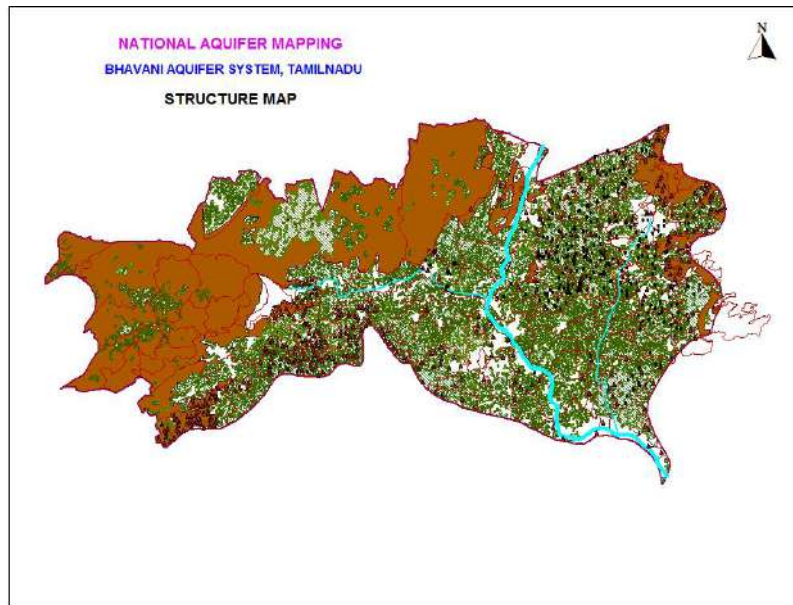 NATIONAL AQUIFER MAPPING
N
BHAVANI AQUIFER SYSTEM, TAMILNADU
STRUCTURE MAP